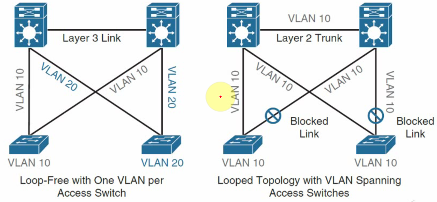 VLAN 10
Layer 3 Link
Layer 2 Trunk
VLAN 10
VLAN 20
VLAN 10
VLAN 20
VLAN 10
VLAN 10
VLAN 10
VLAN 10
Blocked
Link
Blocked
Link
VLAN 10
VLAN 20
VLAN 10
VLAN 10
Loop-Free with One VLAN per
Access Switch
Looped Topology with VLAN Spanning
Access Switches